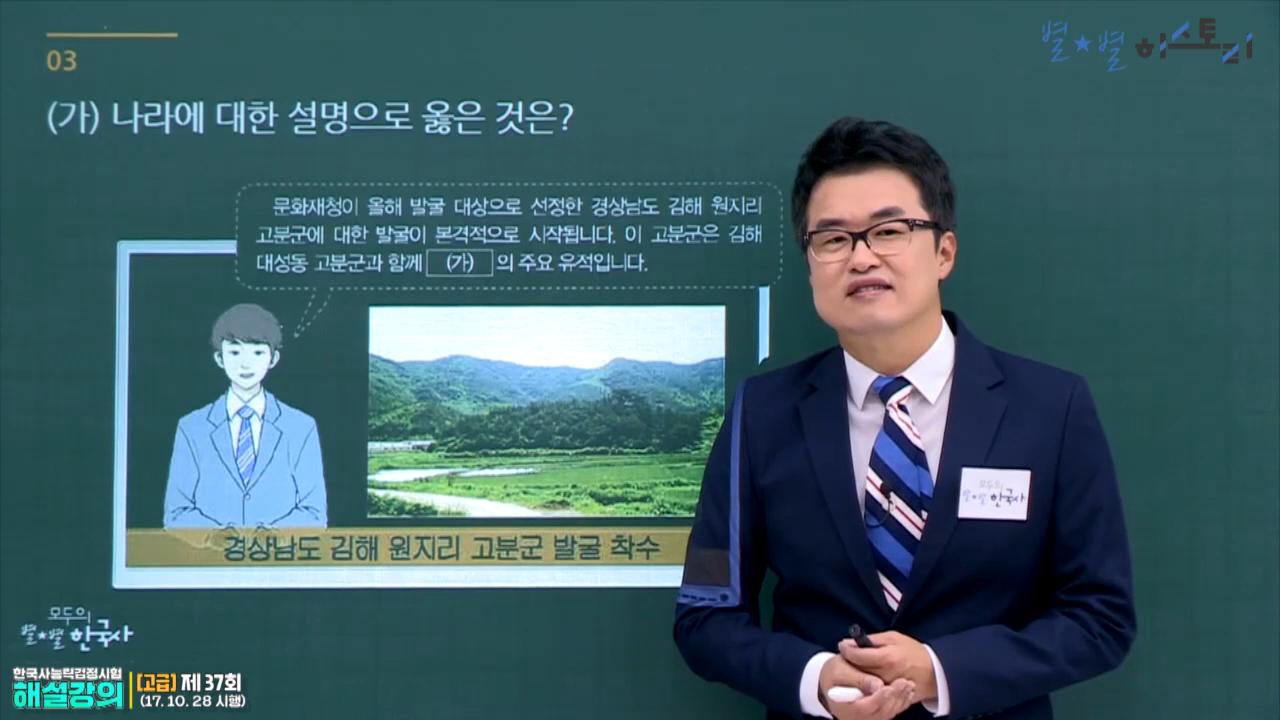 별★별 히스토리
03
(가) 나라에 대한 설명으로 옳은 것은?
문화재청이 올해 발굴 대상으로 선정한 경상남도 김해 원지리
고분군에 대한 발굴이 본격적으로 시작됩니다. 이 고분군은 김해
대성동 고분군과 함께 (가) 의 주요 유적입니다.
경상남도 김해 원지리 고분군 발굴 착수
모두의
별★별 한국사
모두의
별★별 한국사
한국사능력검정시험
해설강의
[고급] 제 37회
(17. 10. 28 시행)